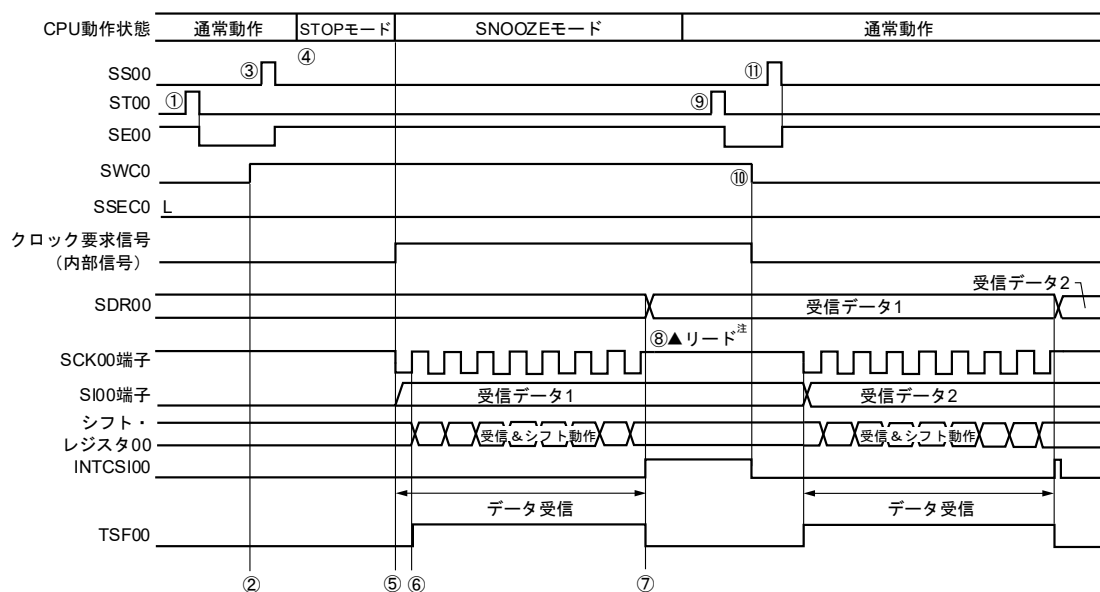 CPU動作状態 通常動作 STOPモード SNOOZEモード 通常動作
④
SS00 ③ ⑪
ST00 ① ⑨
SE00
SWC0 ⑩
SSEC0 L
クロック要求信号
（内部信号）
受信データ2
SDR00 受信データ1
⑧▲リード注
SCK00端子
SI00端子 受信データ1 受信データ2
シフト・
レジスタ00 受信＆シフト動作 受信＆シフト動作
INTCSI00
データ受信 データ受信
TSF00
② ⑤ ⑥ ⑦